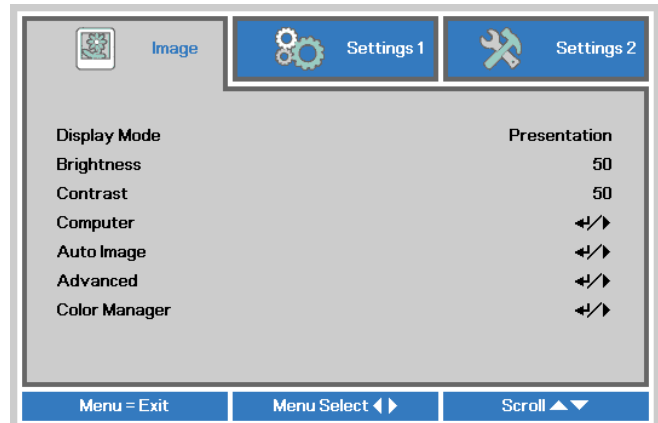 Image Settings 1 Settings 2
Display Mode Presentation
Brightness 50
Contrast 50
Computer ↵/▶
Auto Image ↵/▶
Advanced ↵/▶
Color Manager ↵/▶
Menu = Exit Menu Select ◀▶ Scroll ▲▼